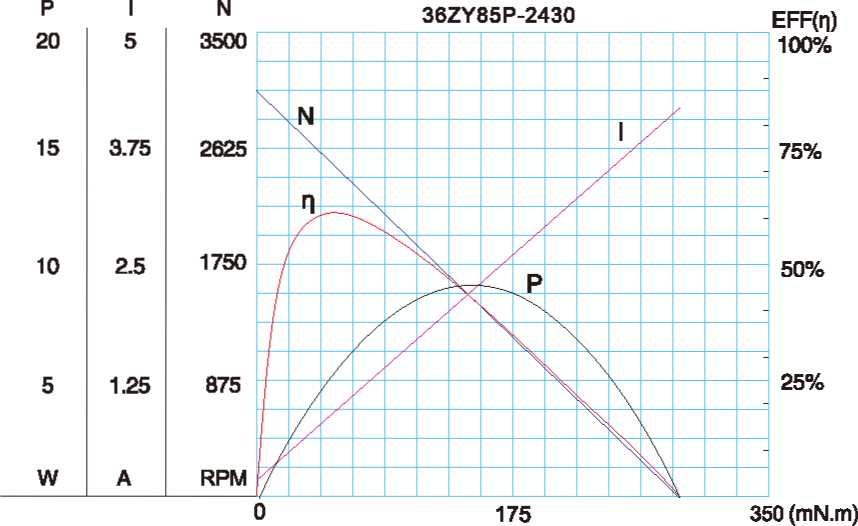 P I N 36ZY85P-2430 EFF(η)
20 5 3500 100%
N
I
15 3.75 2625 75%
η
10 2.5 1750 50%
P
5 1.25 875 25%
W A RPM
0 175 350 (mN.m)